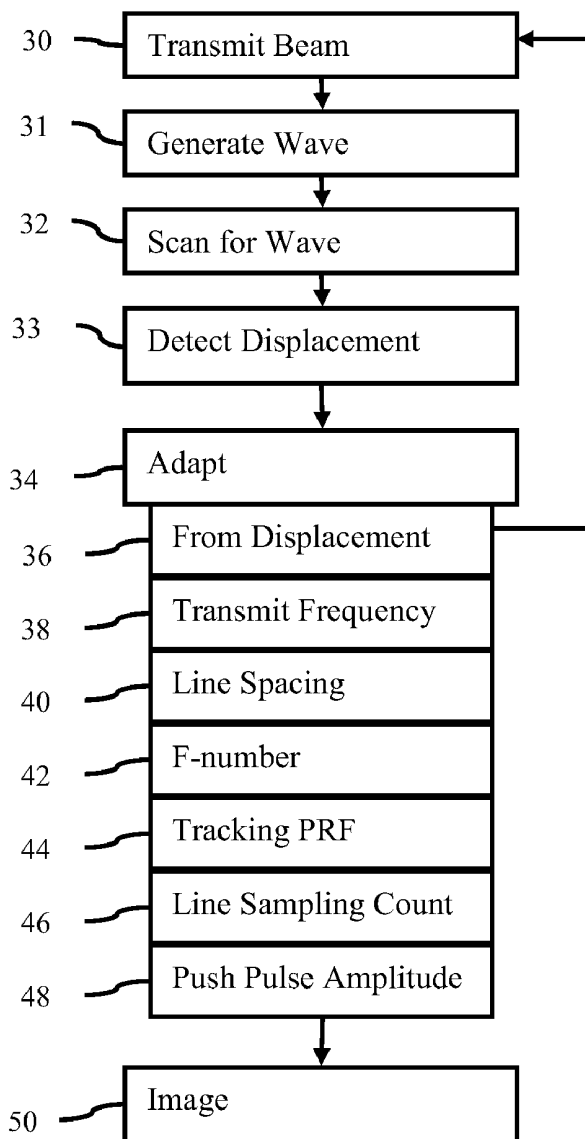 30 Transmit Beam
31 Generate Wave
32 Scan for Wave
33 Detect Displacement
34 Adapt
36 From Displacement
38 Transmit Frequency
40 Line Spacing
42 F-number
44 Tracking PRF
46 Line Sampling Count
48 Push Pulse Amplitude
50 Image